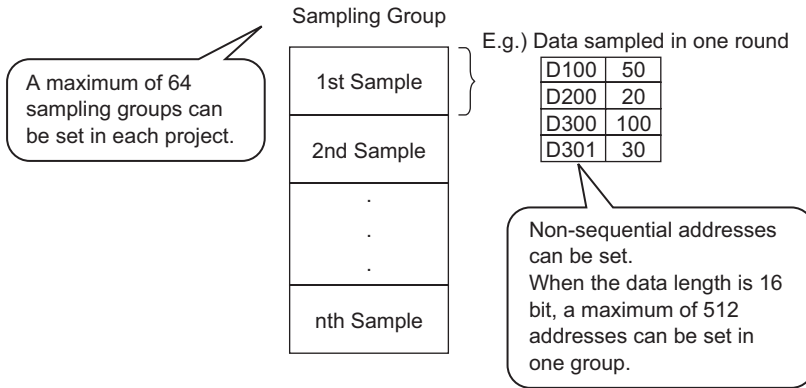 Sampling Group
E.g.) Data sampled in one round
A maximum of 64
sampling groups can
be set in each project.
1st Sample
2nd Sample
.
.
.
nth Sample
D100 50
D200 20
D300 100
D301 30
Non-sequential addresses
can be set.
When the data length is 16
bit, a maximum of 512
addresses can be set in
one group.